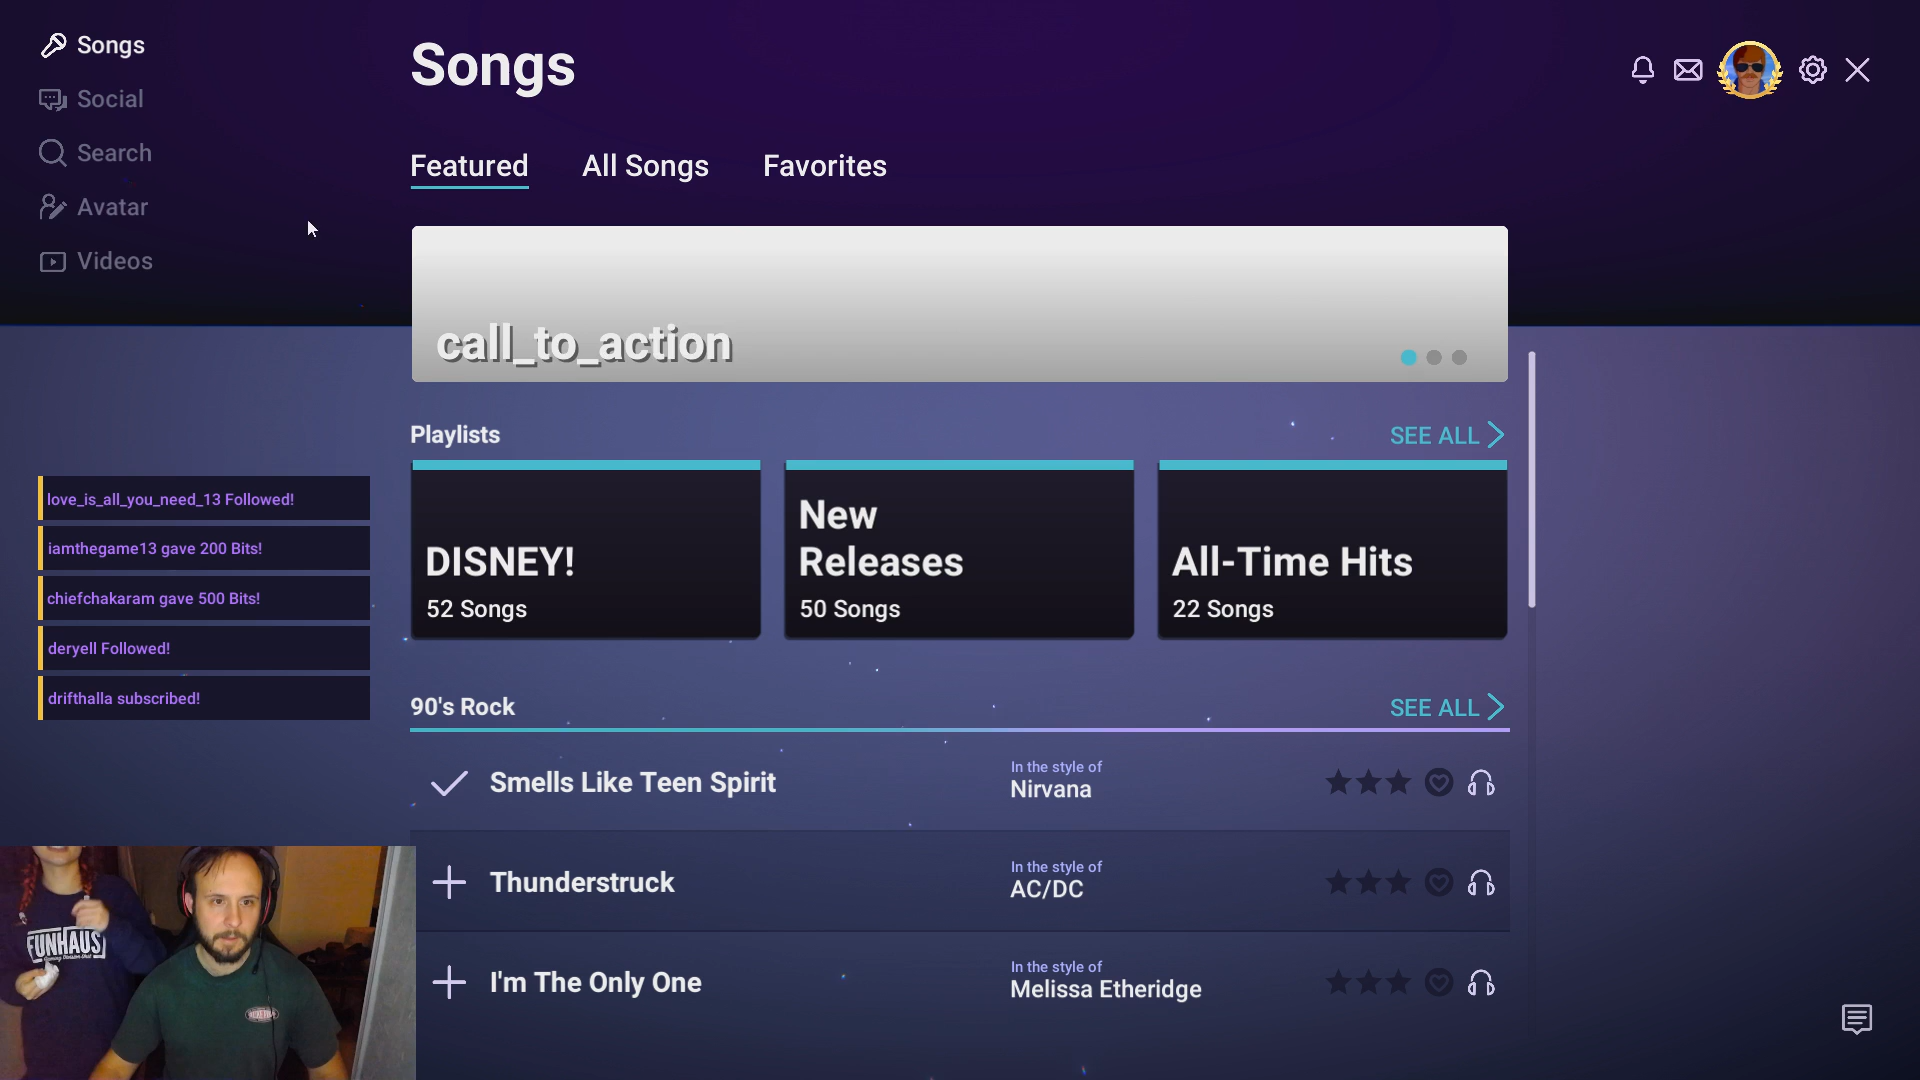 Songs
Social
Search
Avatar
Videos
Songs
Featured All Songs Favorites
call_to_action
Playlists SEE ALL
DISNEY!
52 Songs
New
Releases
50 Songs
All-Time Hits
22 Songs
love_is_all_you_need_13 Followed!
iamthegame13 gave 200 Bits!
chiefchakaram gave 500 Bits!
deryell Followed!
drifthalla subscribed!
90's Rock SEE ALL
Smells Like Teen Spirit
In the style of
Nirvana
Thunderstruck
In the style of
AC/DC
I'm The Only One
In the style of
Melissa Etheridge
FUNHAUS